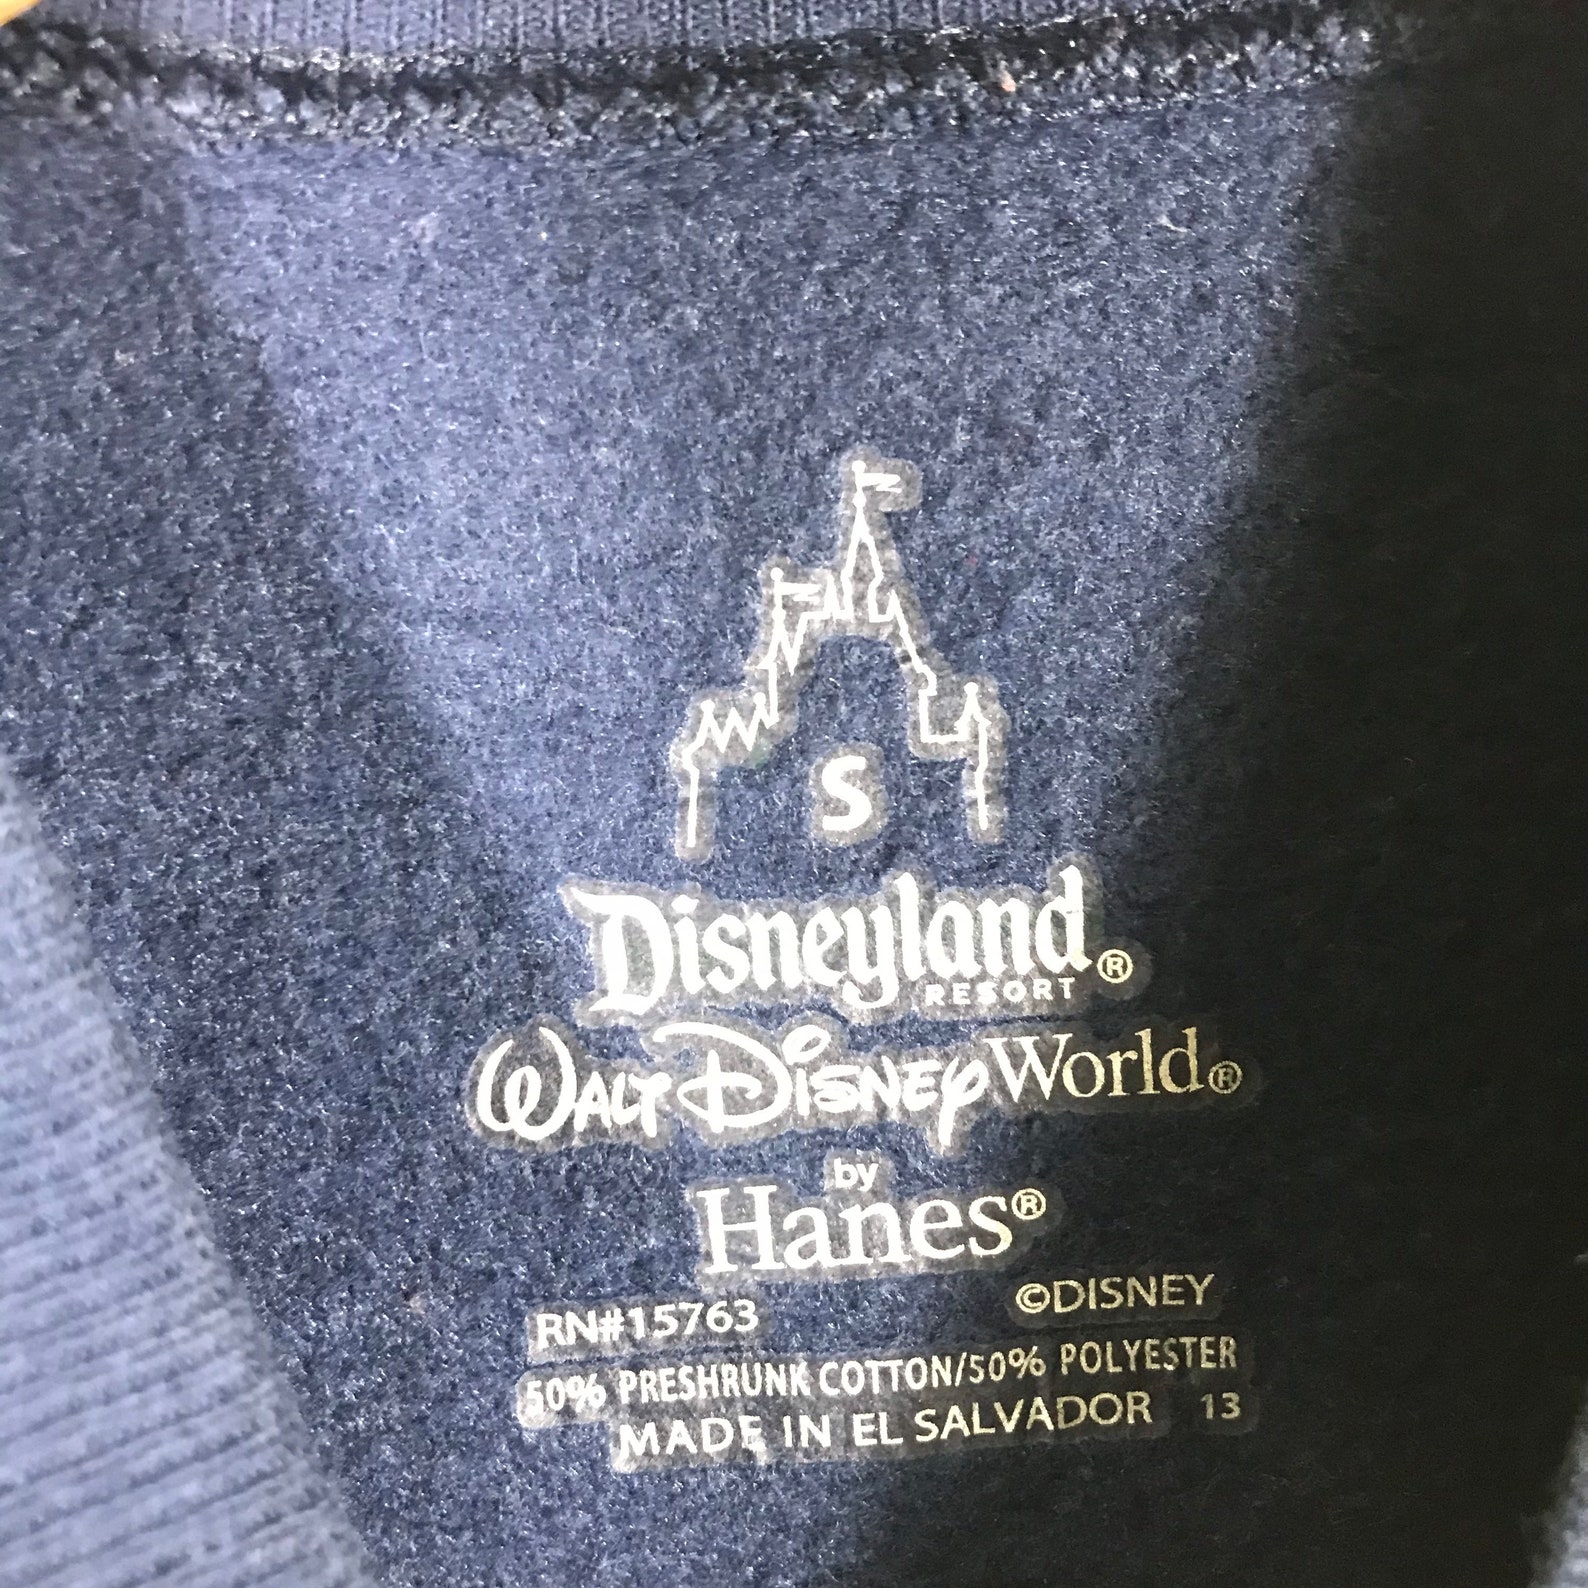 S
Disneyland®
RESORT
WALT DISNEY World®
by
Hanes®
RN#15763 ©DISNEY
50% PRESHRUNK COTTON/50% POLYESTER
MADE IN EL SALVADOR 13